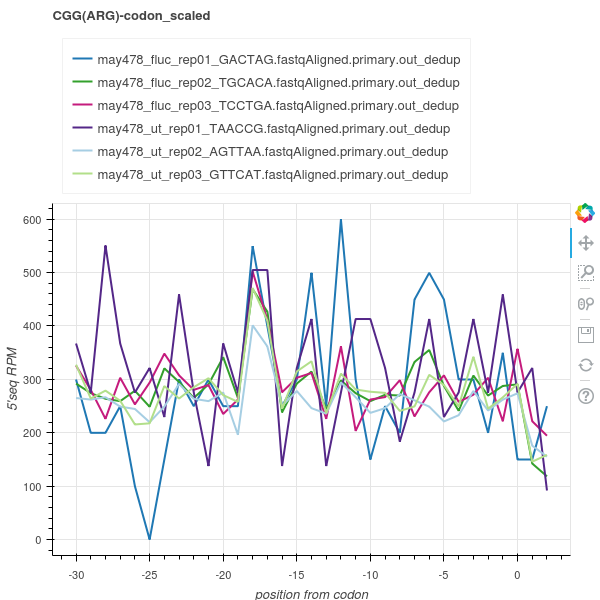 CGG(ARG)-codon_scaled
may478_fluc_rep01_GACTAG.fastqAligned.primary.out_dedup
may478_fluc_rep02_TGCACA.fastqAligned.primary.out_dedup
may478_fluc_rep03_TCCTGA.fastqAligned.primary.out_dedup
may478_ut_rep01_TAACCG.fastqAligned.primary.out_dedup
may478_ut_rep02_AGTTAA.fastqAligned.primary.out_dedup
may478_ut_rep03_GTTCAT.fastqAligned.primary.out_dedup
600
500
400
300
200
100
0
5'seq RPM
-30 -25 -20 -15 -10 -5 0
position from codon